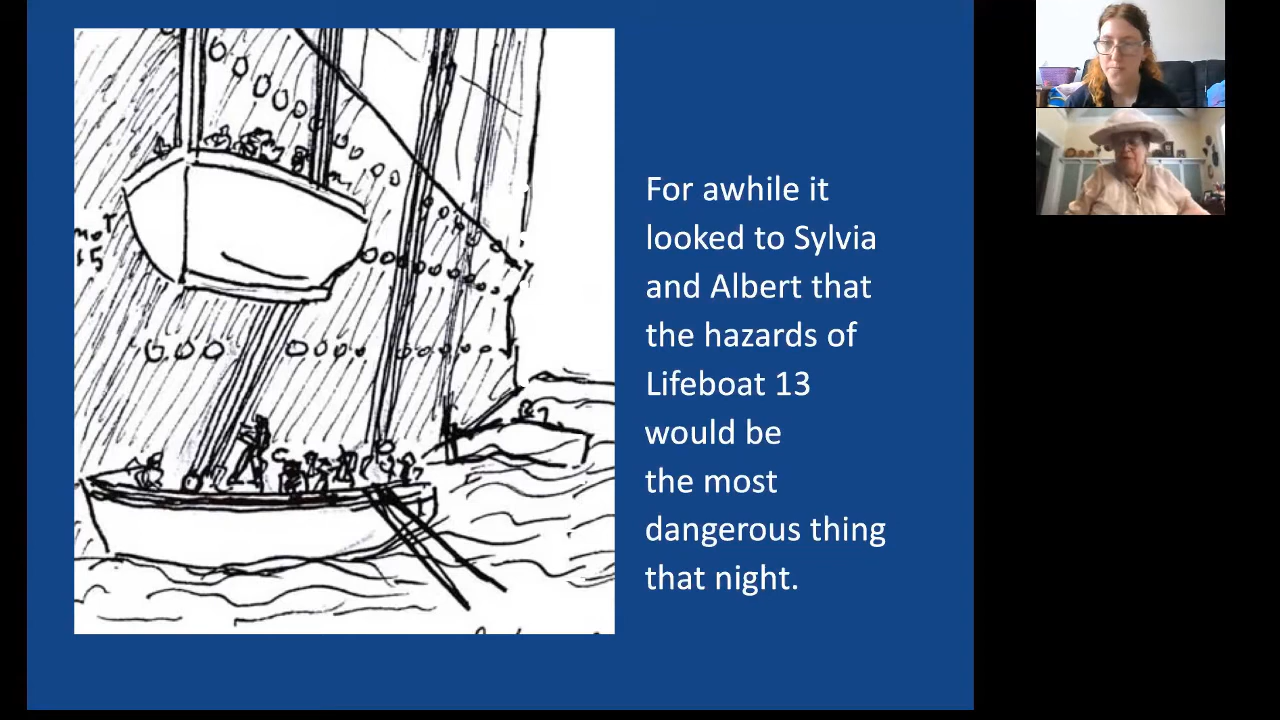 For awhile it
looked to Sylvia
and Albert that
the hazards of
Lifeboat 13
would be
the most
dangerous thing
that night.
15